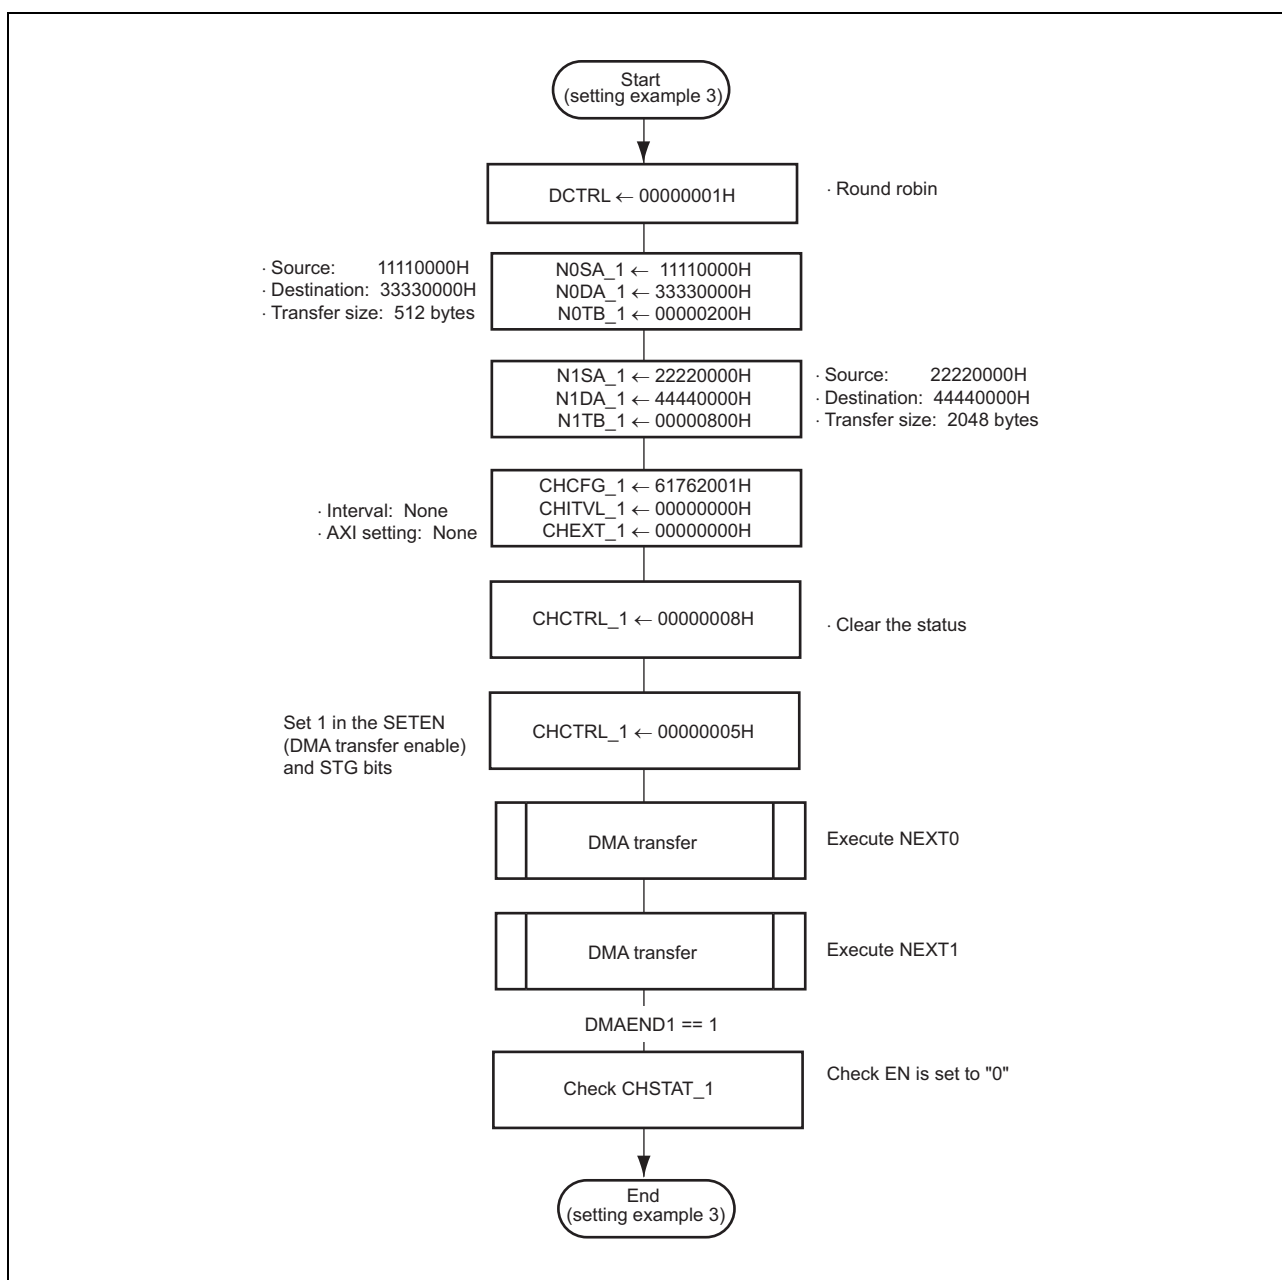 Start
(setting example 3)
DCTRL ← 00000001H
· Round robin
· Source: 11110000H
· Destination: 33330000H
· Transfer size: 512 bytes
N0SA_1 ← 11110000H
N0DA_1 ← 33330000H
N0TB_1 ← 00000200H
N1SA_1 ← 22220000H
N1DA_1 ← 44440000H
N1TB_1 ← 00000800H
· Source: 22220000H
· Destination: 44440000H
· Transfer size: 2048 bytes
· Interval: None
· AXI setting: None
CHCFG_1 ← 61762001H
CHITVL_1 ← 00000000H
CHEXT_1 ← 00000000H
CHCTRL_1 ← 00000008H
· Clear the status
Set 1 in the SETEN
(DMA transfer enable)
and STG bits
CHCTRL_1 ← 00000005H
DMA transfer
Execute NEXT0
DMA transfer
Execute NEXT1
DMAEND1 == 1
Check CHSTAT_1
Check EN is set to "0"
End
(setting example 3)